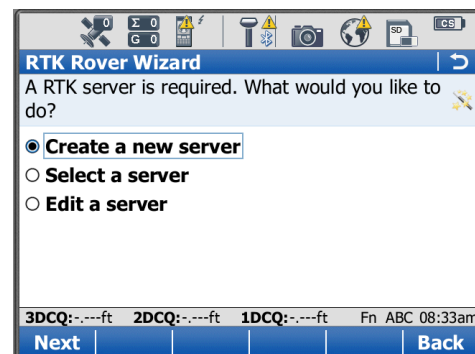 0 Σ 0
G 0
SD
CS
RTK Rover Wizard
A RTK server is required. What would you like to
do?
Create a new server
Select a server
Edit a server
3DCQ:-.---ft 2DCQ:-.---ft 1DCQ:-.---ft Fn ABC 08:33am
Next Back